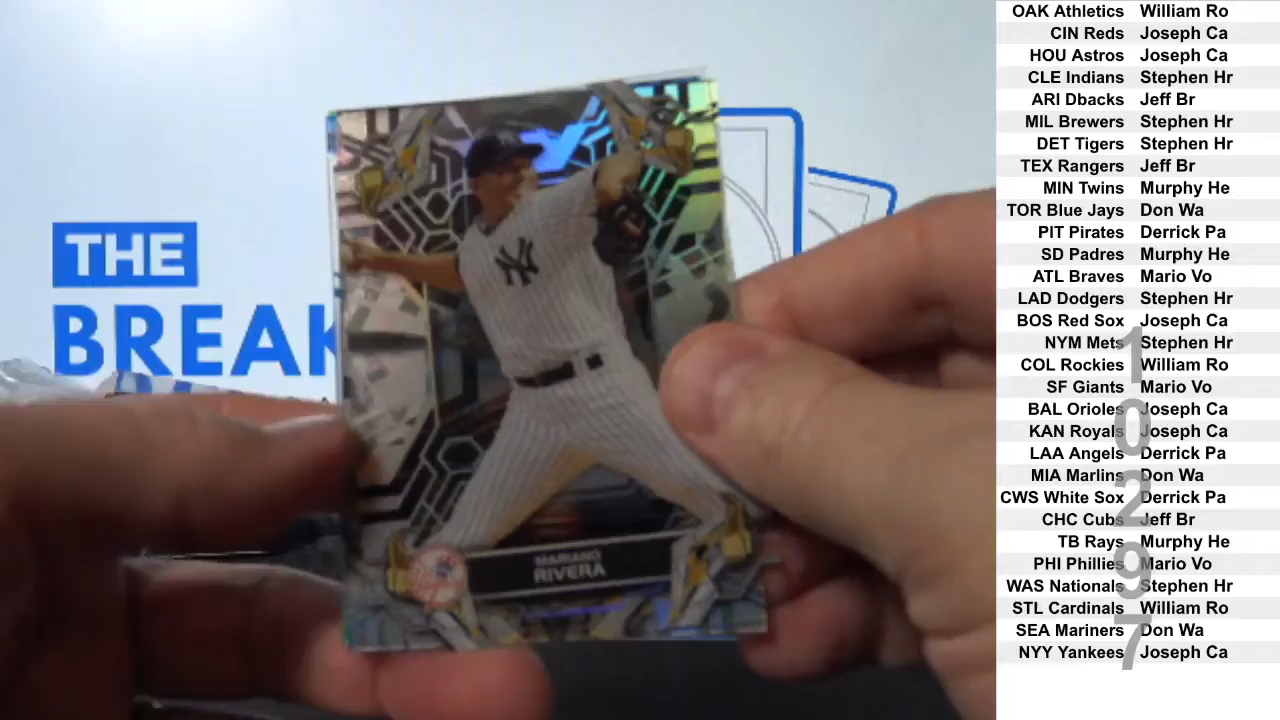 THE
BREAK
NY
MARIANO
RIVERA
OAK Athletics William Ro
CIN Reds Joseph Ca
HOU Astros Joseph Ca
CLE Indians Stephen Hr
ARI Dbacks Jeff Br
MIL Brewers Stephen Hr
DET Tigers Stephen Hr
TEX Rangers Jeff Br
MIN Twins Murphy He
TOR Blue Jays Don Wa
PIT Pirates Derrick Pa
SD Padres Murphy He
ATL Braves Mario Vo
LAD Dodgers Stephen Hr
BOS Red Sox Joseph Ca
NYM Mets Stephen Hr
COL Rockies William Ro
SF Giants Mario Vo
BAL Orioles Joseph Ca
KAN Royals Joseph Ca
LAA Angels Derrick Pa
MIA Marlins Don Wa
CWS White Sox Derrick Pa
CHC Cubs Jeff Br
TB Rays Murphy He
PHI Phillies Mario Vo
WAS Nationals Stephen Hr
STL Cardinals William Ro
SEA Mariners Don Wa
NYY Yankees Joseph Ca
1
0
2
9
7